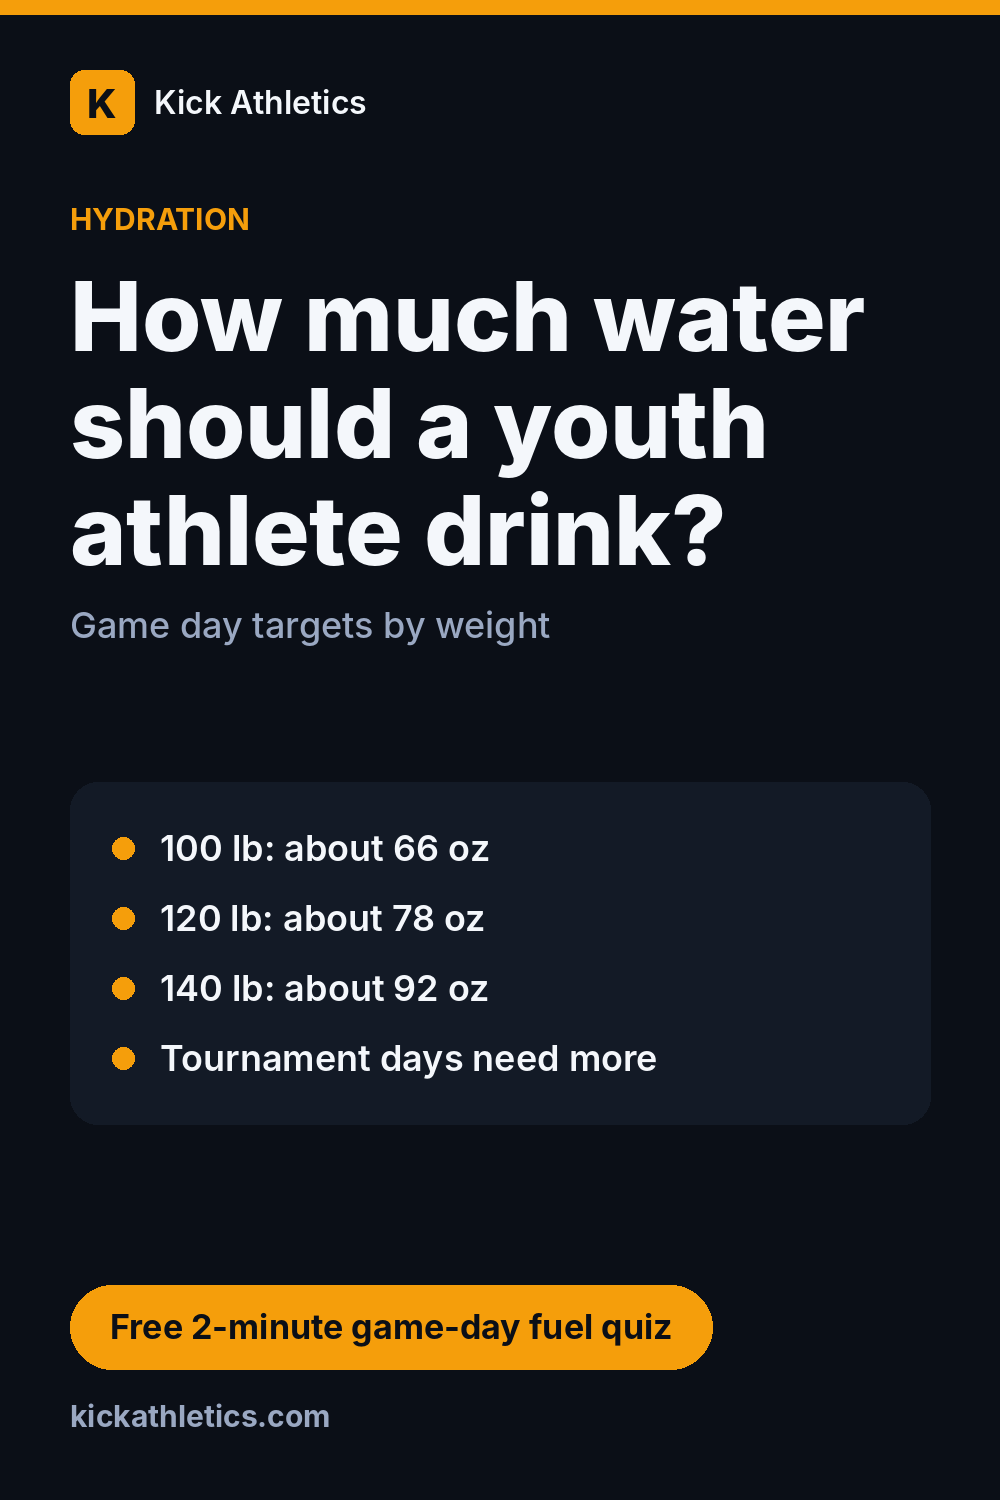 K
Kick Athletics
HYDRATION
How much water
should a youth
athlete drink?
Game day targets by weight
100 lb: about 66 oz
120 lb: about 78 oz
140 lb: about 92 oz
Tournament days need more
Free 2-minute game-day fuel quiz
kickathletics.com